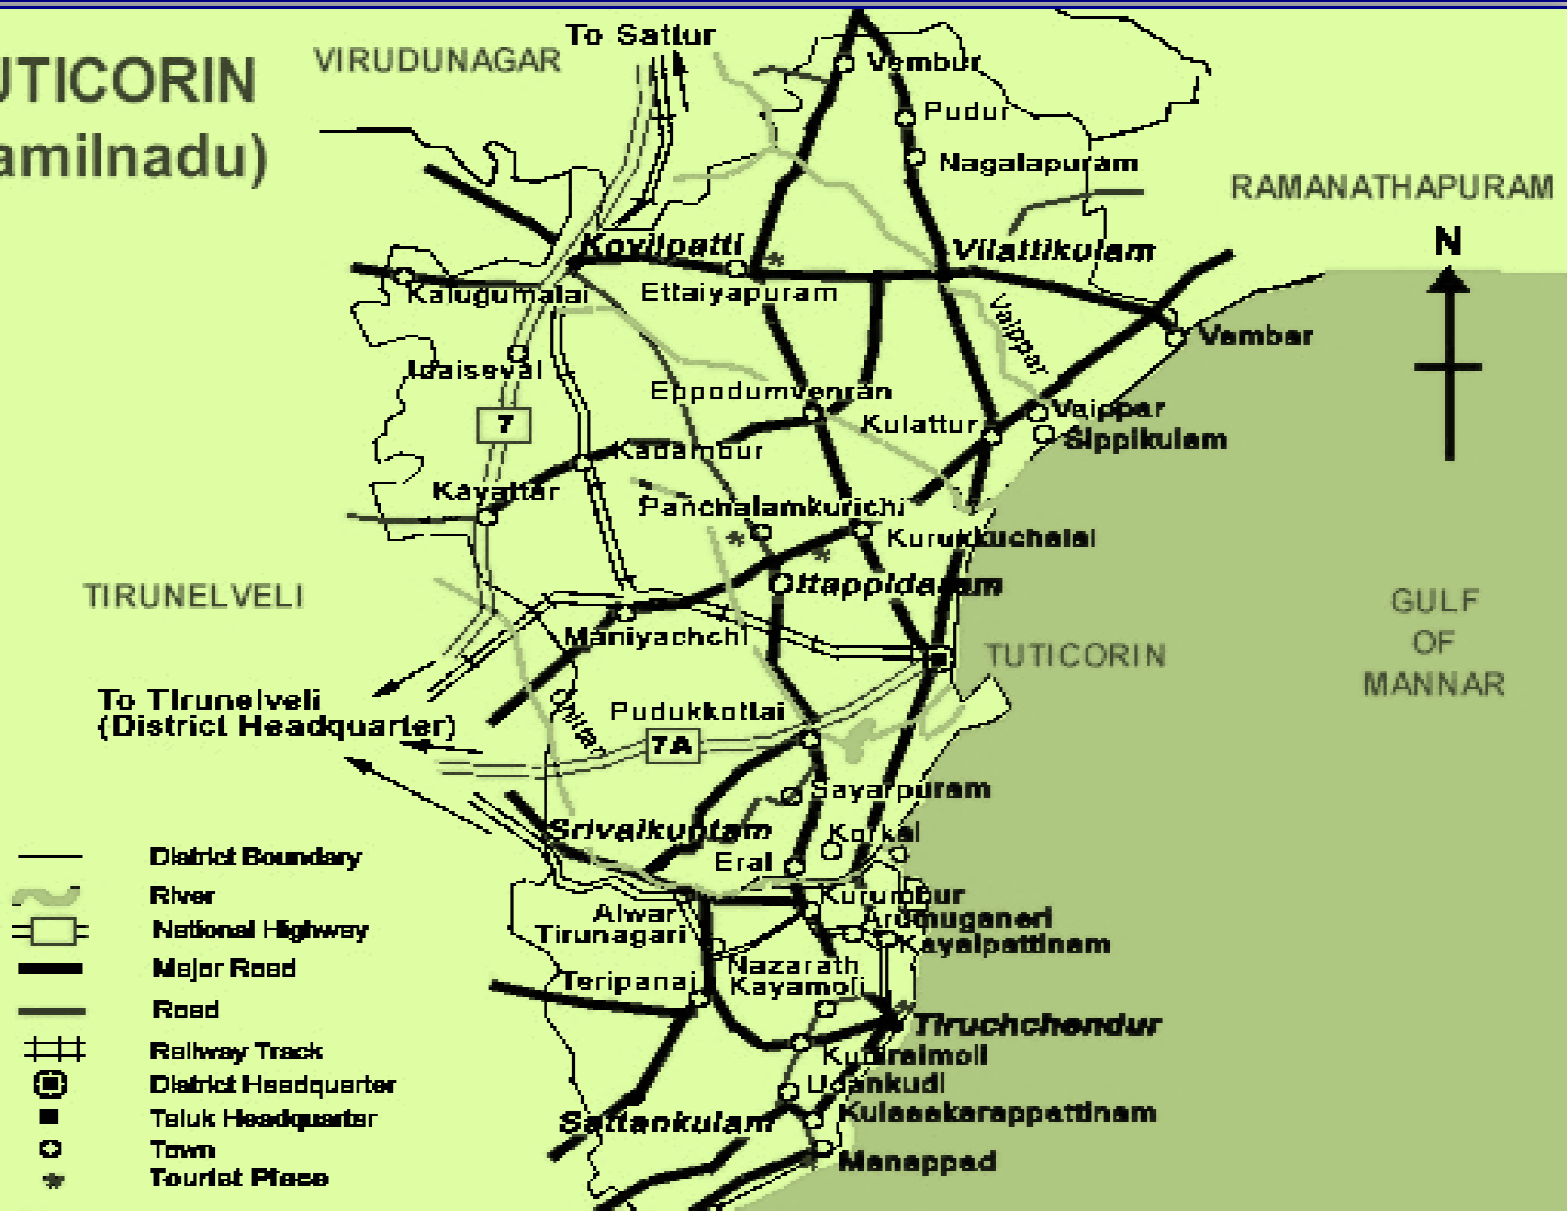 UTICORIN
amilnadu)
VIRUDUNAGAR
To Sattur
Vembur
Pudur
Nagalapuram
RAMANATHAPURAM
N
Kovilpatti
Vilattikulam
Kalugumalai
Ettaiyapuram
Vaippar
Vembar
Idaiseval
Eppodumvenran
7
Kulattur
Vaippar
Sippikulam
Kadambur
Kayattar
Panchalamkurichi
Kurukkuchalai
TIRUNELVELI
Ottappidaram
GULF
OF
MANNAR
Maniyachchi
TUTICORIN
To Tirunelveli
(District Headquarter)
Pudukkottai
7A
Sayarpuram
Srivaikuntam
Korkai
Eral
District Boundary
River
National Highway
Major Road
Road
Railway Track
District Headquarter
Taluk Headquarter
Town
Tourist Place
Kurumbur
Alwar
Tirunagari
Arumuganeri
Kayalpattinam
Nazarath
Teripanai
Kayamoli
Tiruchchendur
Kudiraimoli
Udankudi
Sattankulam
Kulasekarappattinam
Manappad